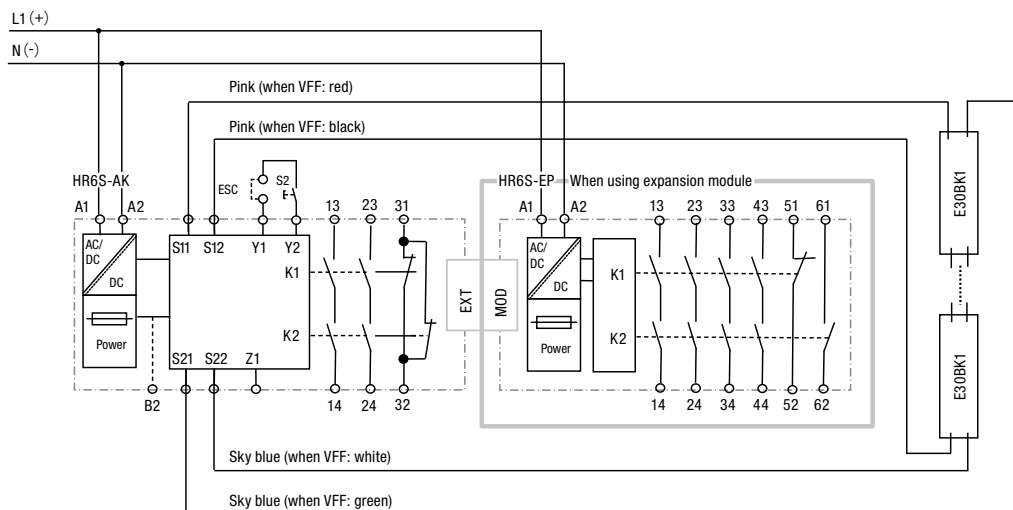 L1 (+)
N (-)
Pink (when VFF: red)
Pink (when VFF: black)
HR6S-AK
ESC
S2
HR6S-EP
When using expansion module
A1 A2 13 23 31
A1 A2 13 23 33 43 51 61
E30BK1
AC/
DC
DC
S11 S12 Y1 Y2
K1
K2
Power
S21 S22 Z1
EXT
MOD
AC/
DC
DC
K1
K2
Power
E30BK1
B2 14 24 32
14 24 34 44 52 62
Sky blue (when VFF: white)
Sky blue (when VFF: green)